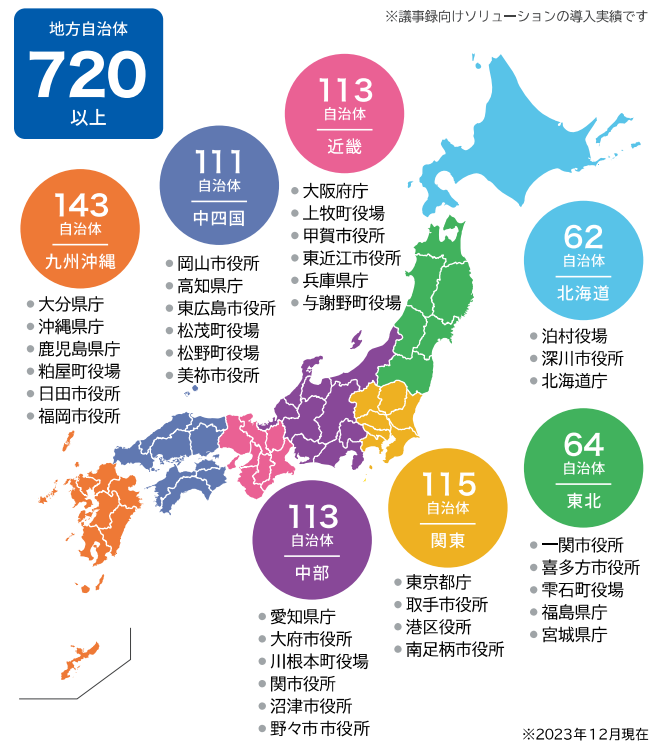 ※議事録向けソリューションの導入実績です
地方自治体
720
以上
113
自治体
近畿
大阪府庁
上牧町役場
甲賀市役所
東近江市役所
兵庫県庁
与謝野町役場
111
自治体
中四国
岡山市役所
高知県庁
東広島市役所
松茂町役場
松野町役場
美祢市役所
143
自治体
九州沖縄
大分県庁
沖縄県庁
鹿児島県庁
粕屋町役場
日田市役所
福岡市役所
62
自治体
北海道
泊村役場
深川市役所
北海道庁
64
自治体
東北
一関市役所
喜多方市役所
雫石町役場
福島県庁
宮城県庁
115
自治体
関東
東京都庁
取手市役所
港区役所
南足柄市役所
113
自治体
中部
愛知県庁
大府市役所
川根本町役場
関市役所
沼津市役所
野々市市役所
※2023年12月現在